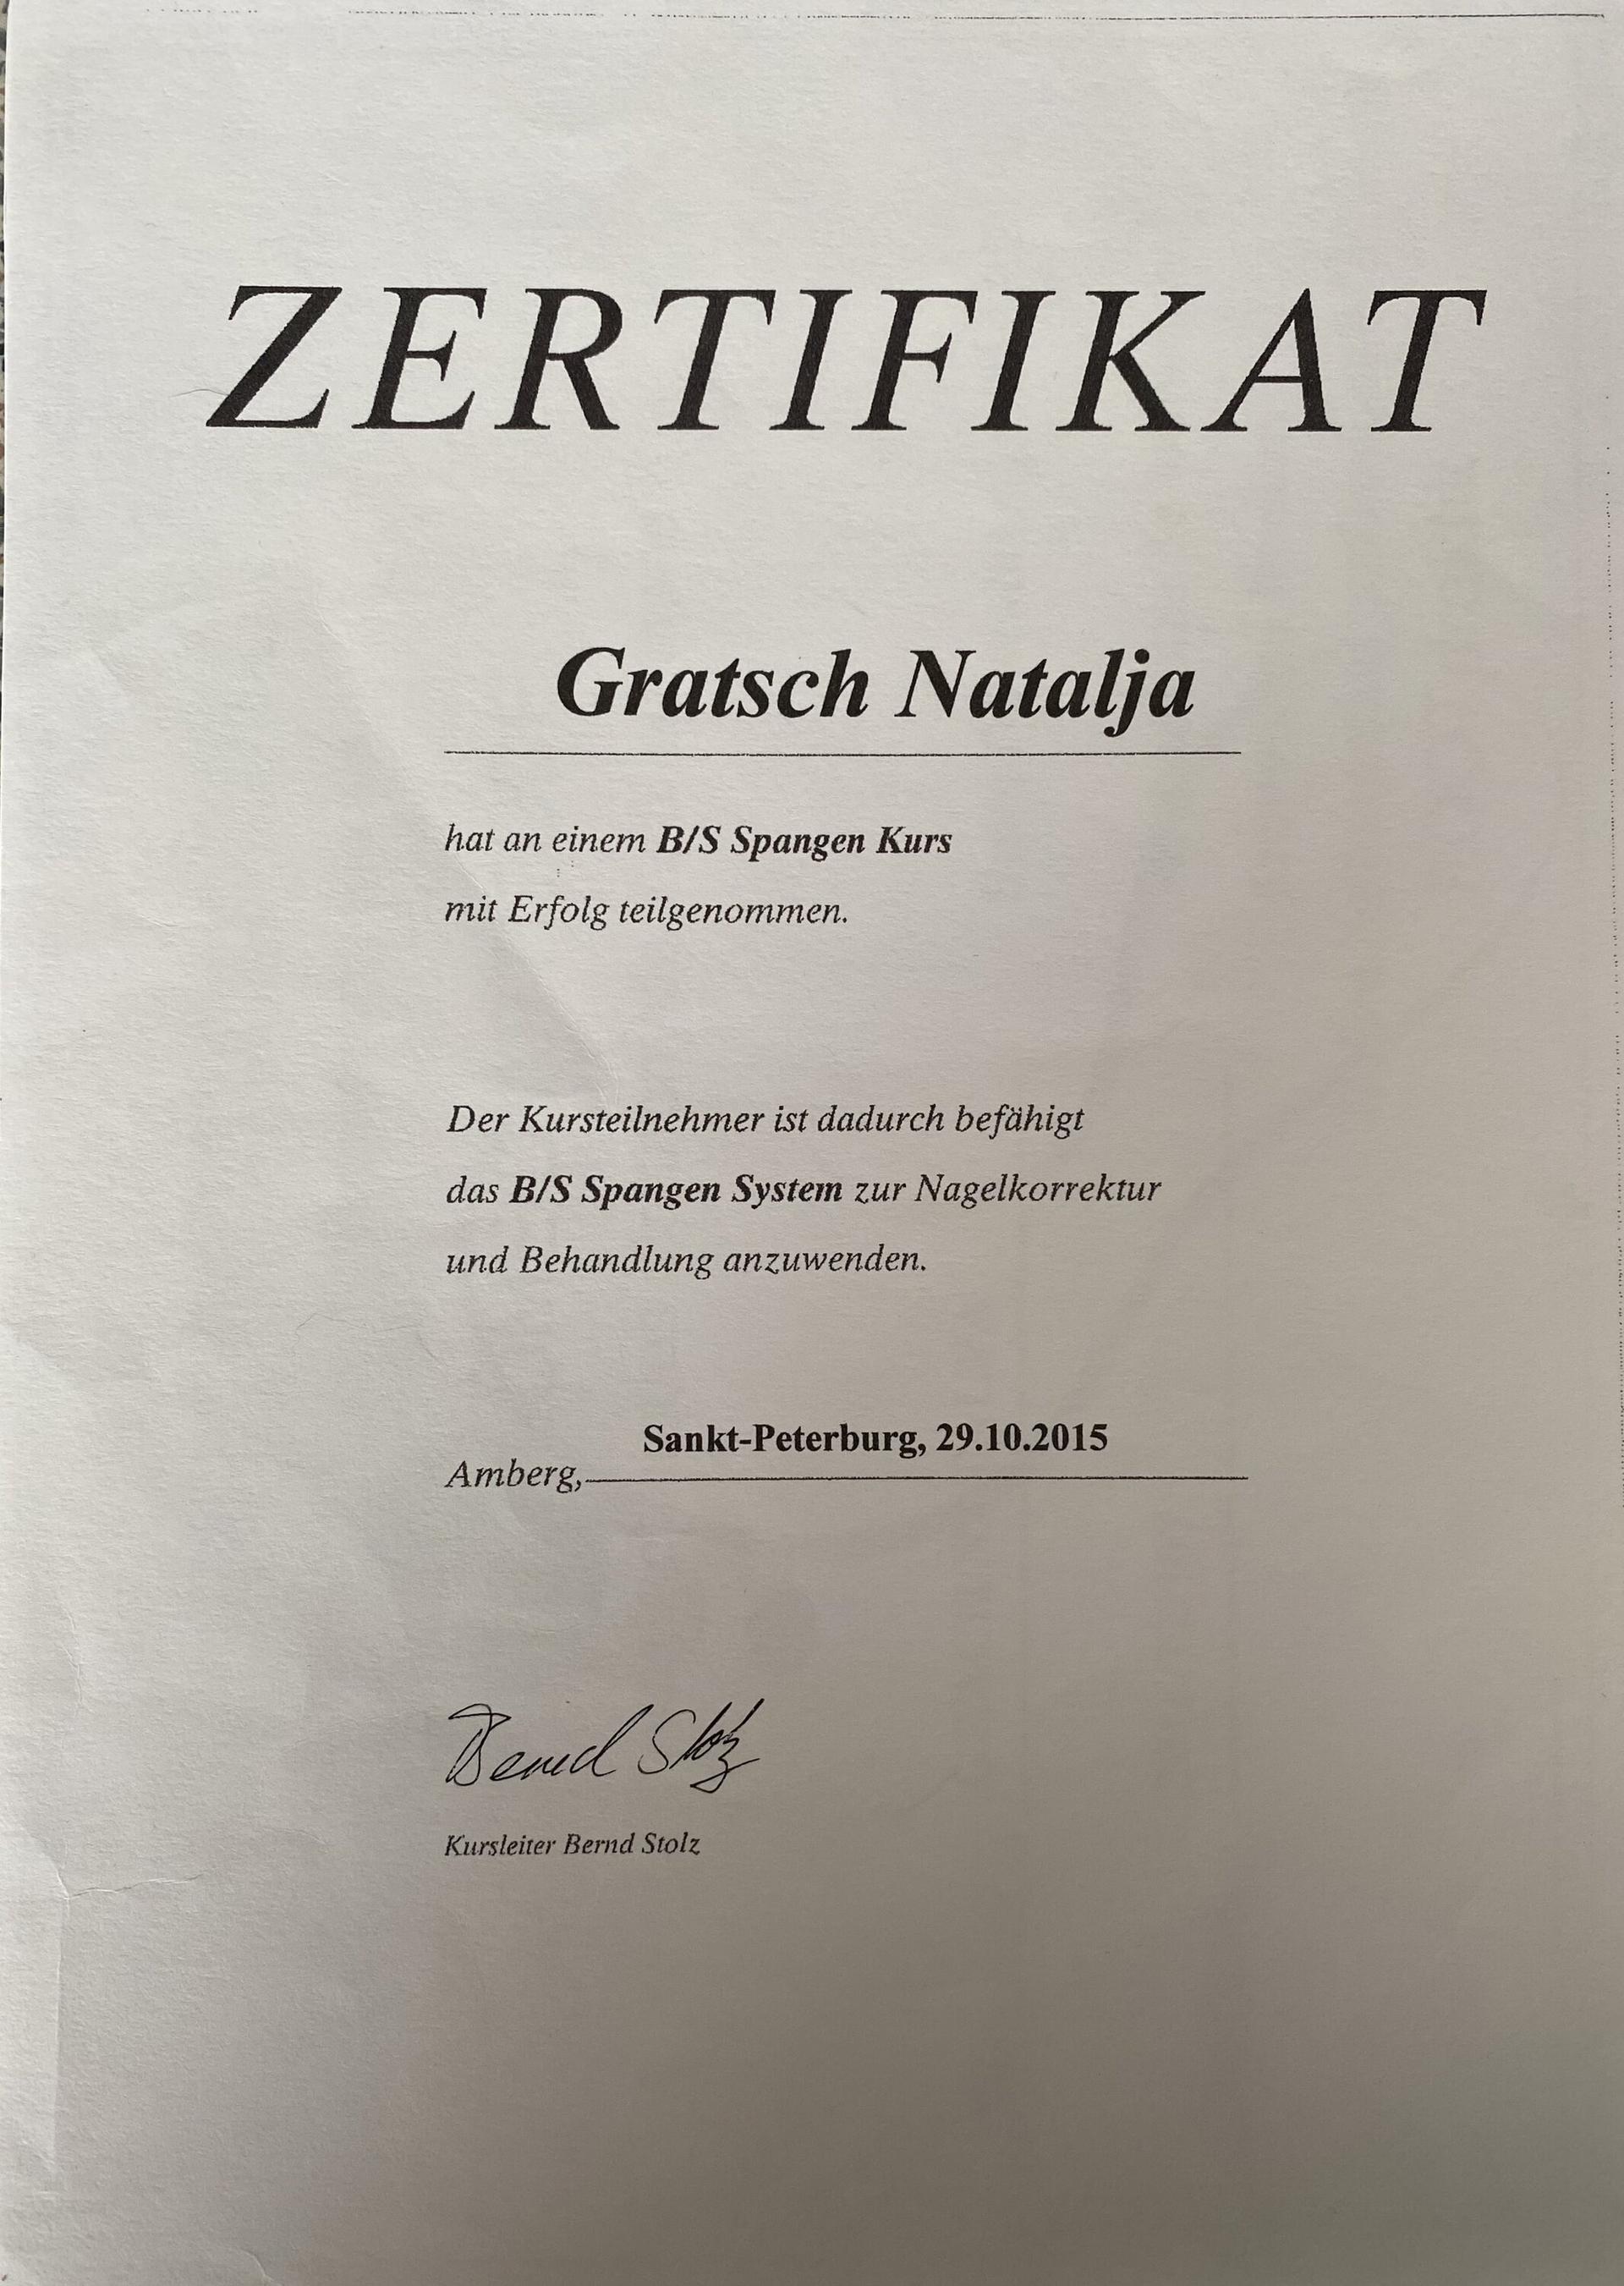 ZERTIFIKAT
Gratsch Natalja
hat an einem B/S Spangen Kurs
mit Erfolg teilgenommen.
Der Kursteilnehmer ist dadurch befähigt
das B/S Spangen System zur Nagelkorrektur
und Behandlung anzuwenden.
Sankt-Peterburg, 29.10.2015
Amberg,
Bernd Stolz
Kursleiter Bernd Stolz